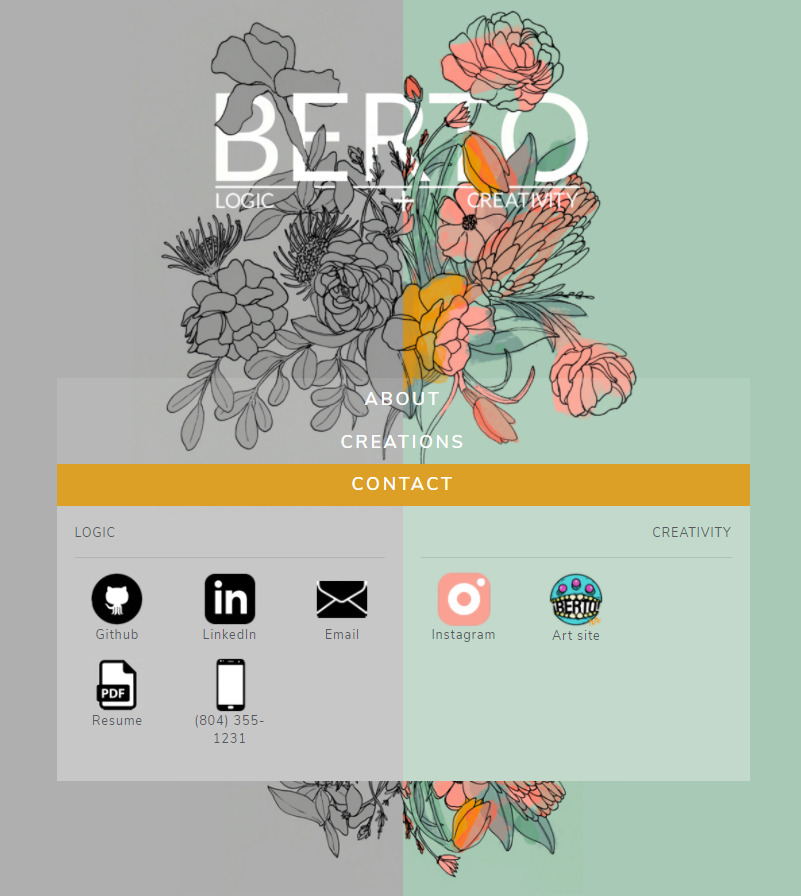 BERTO
LOGIC + CREATIVITY
ABOUT
CREATIONS
CONTACT
LOGIC CREATIVITY
in
BERTO!
Github LinkedIn Email Instagram Art site
PDF
Resume (804) 355-
1231